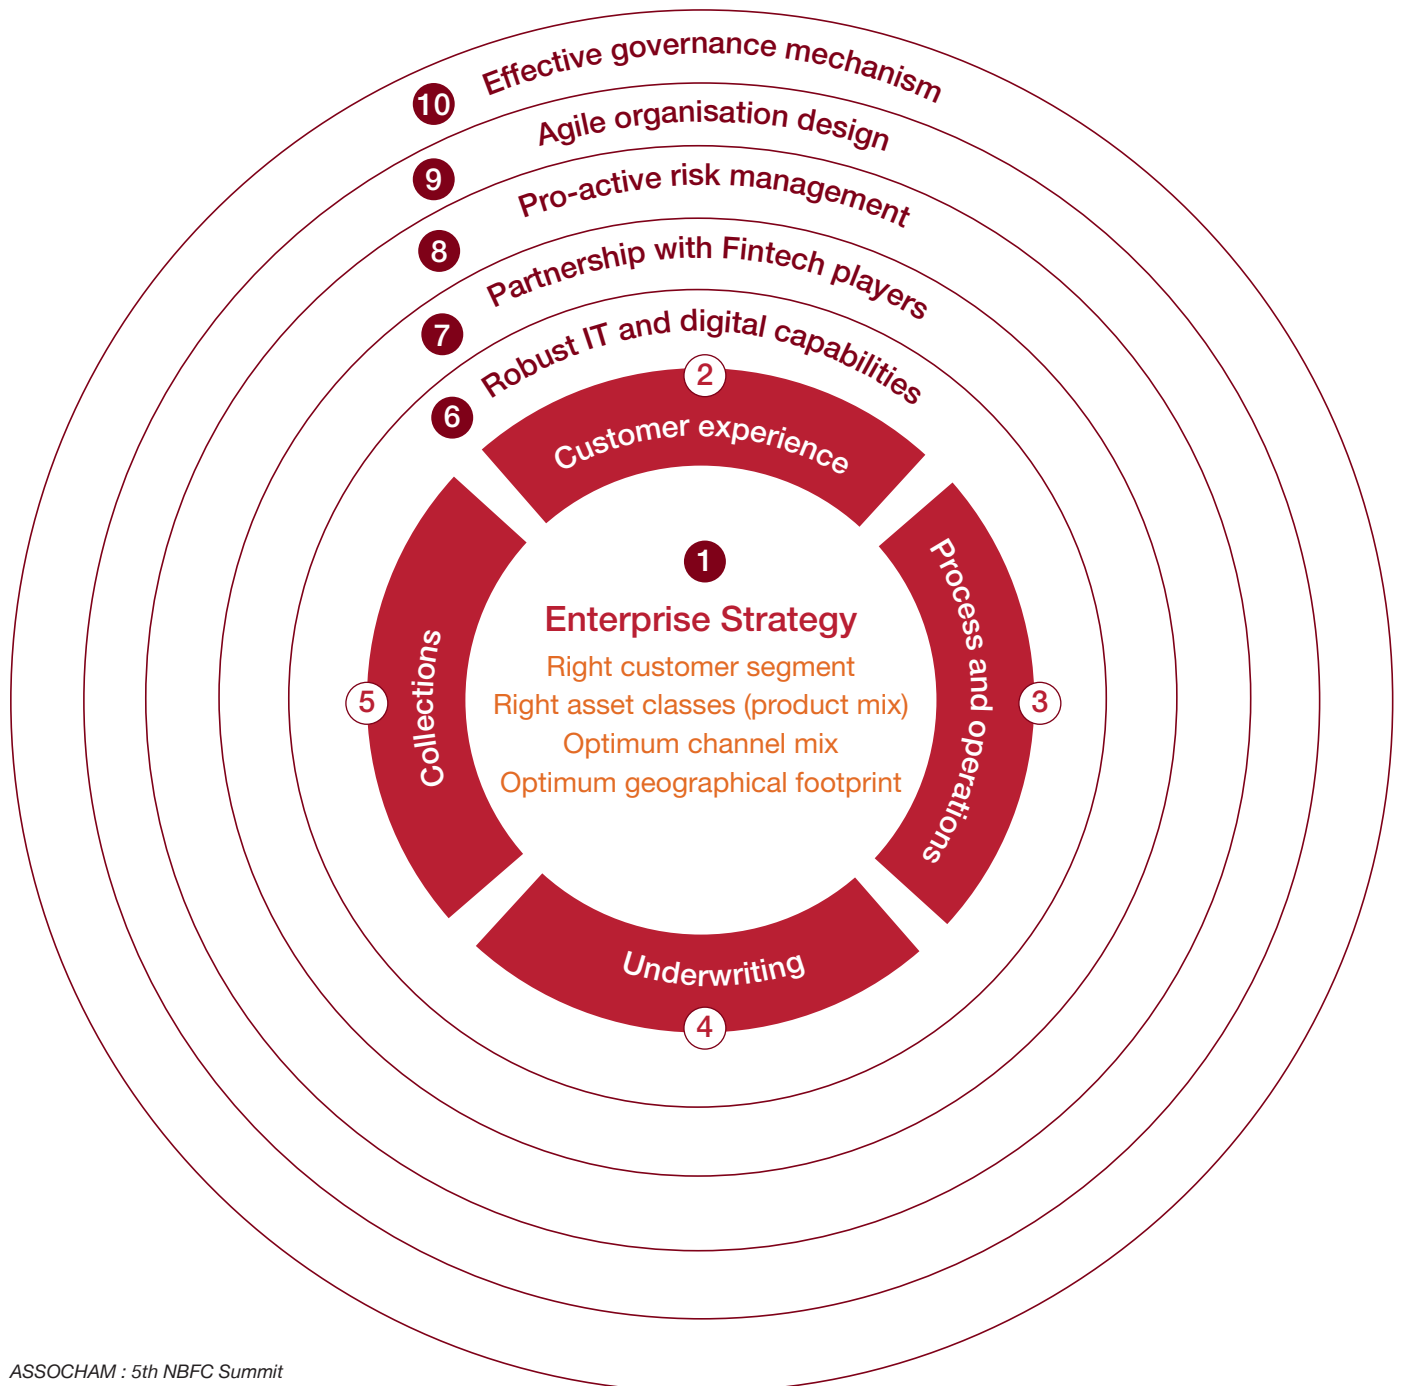 Effective governance mechanism
10
Agile organisation design
9
Pro-active risk management
8
Partnership with Fintech players
7
Robust IT and digital capabilities
6
2
Customer experience
1
Enterprise Strategy
Right customer segment
Right asset classes (product mix)
Optimum channel mix
Optimum geographical footprint
Process and operations
3
Underwriting
4
Collections
5
ASSOCHAM : 5th NBFC Summit